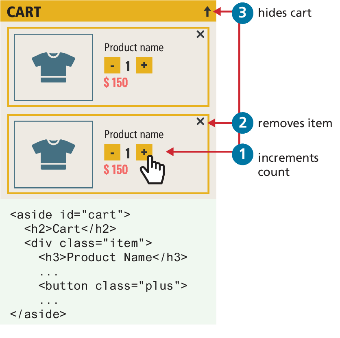 CART
3 hides cart
Product name
- 1 +
$ 150
2 removes item
Product name
- 1 +
$ 150
1 increments
count
<aside id="cart">
<h2>Cart</h2>
<div class="item">
<h3>Product Name</h3>
...
<button class="plus">
...
</aside>